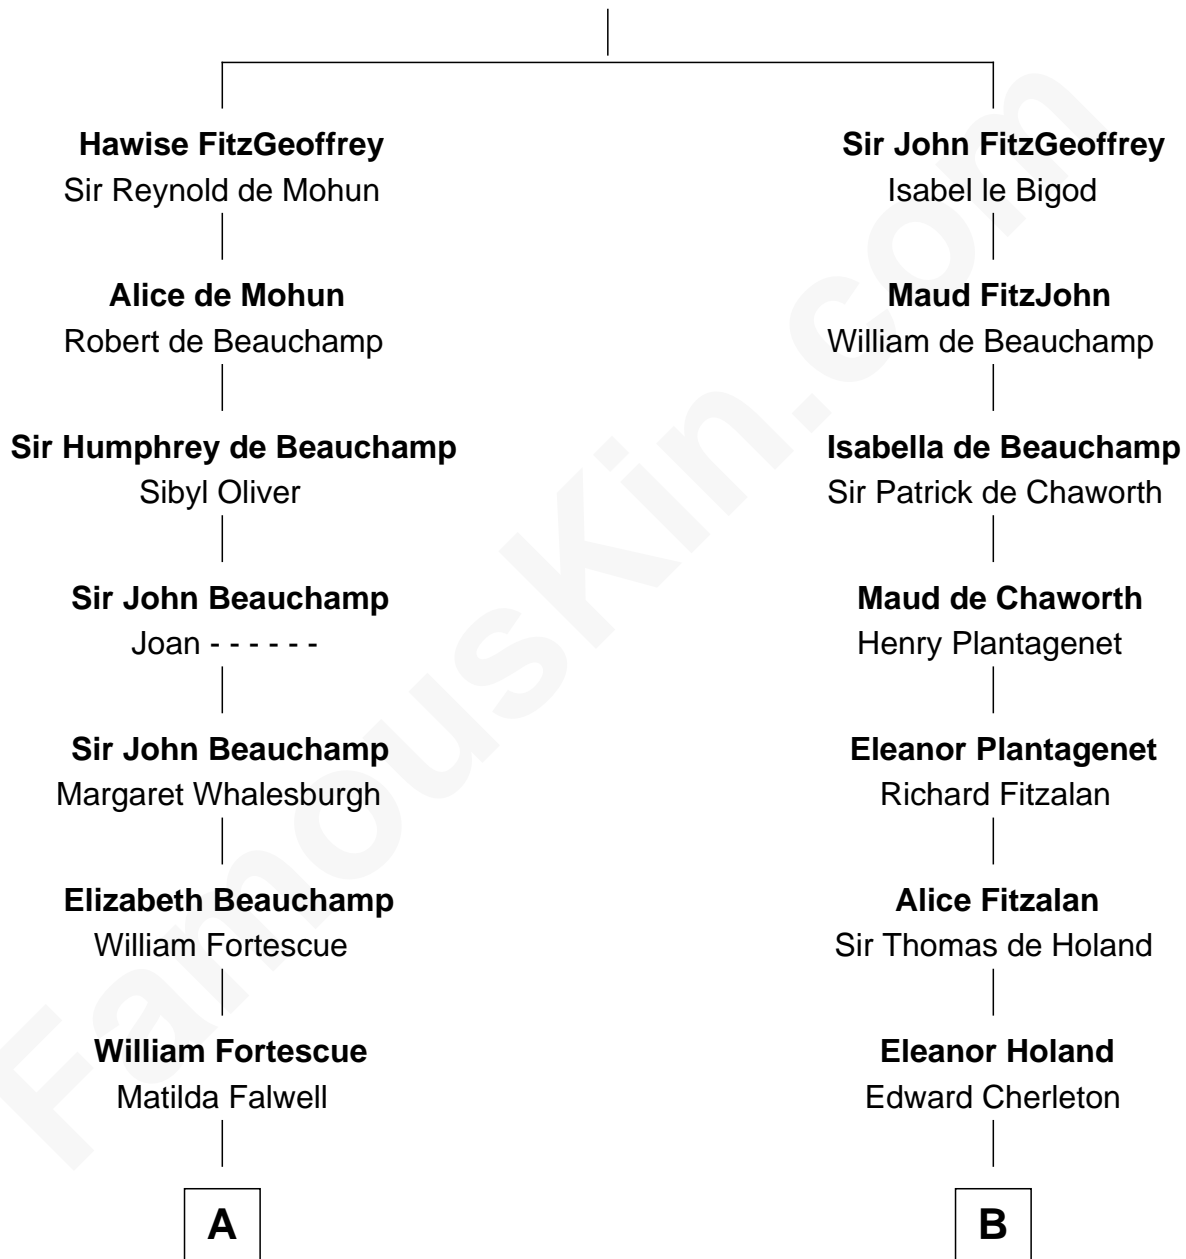 Hawise FitzGeoffrey
Sir Reynold de Mohun
Alice de Mohun
Robert de Beauchamp
Sir Humphrey de Beauchamp
Sibyl Oliver
Sir John Beauchamp
Joan - - - - - -
Sir John Beauchamp
Margaret Whalesburgh
Elizabeth Beauchamp
William Fortescue
William Fortescue
Matilda Falwell
A
Sir John FitzGeoffrey
Isabel le Bigod
Maud FitzJohn
William de Beauchamp
Isabella de Beauchamp
Sir Patrick de Chaworth
Maud de Chaworth
Henry Plantagenet
Eleanor Plantagenet
Richard Fitzalan
Alice Fitzalan
Sir Thomas de Holand
Eleanor Holand
Edward Cherleton
B
FamousKin.com